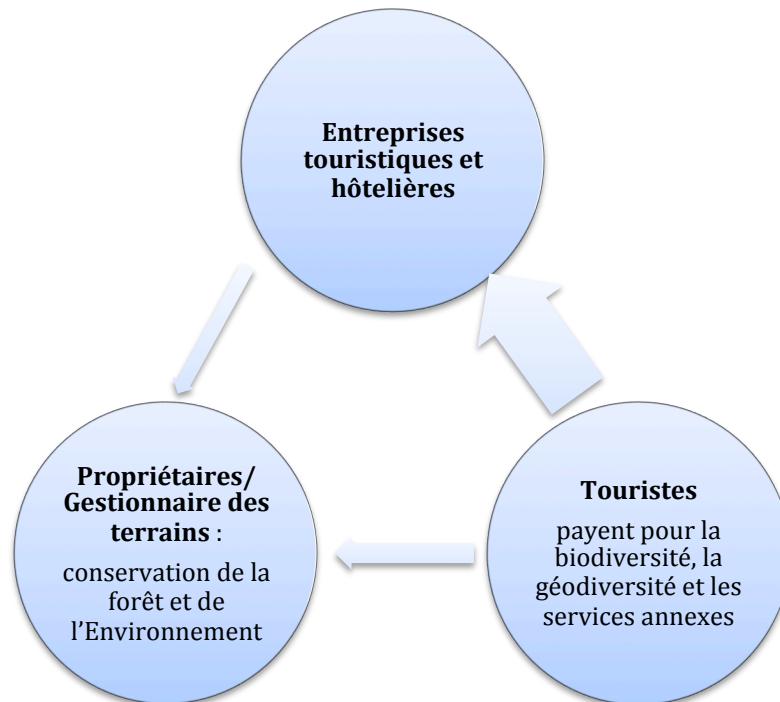 Entreprises
touristiques et
hôtelières
Propriétaires/
Gestionnaire des
terrains :
conservation de la
forêt et de
l'Environnement
Touristes
payent pour la
biodiversité, la
géodiversité et les
services annexes